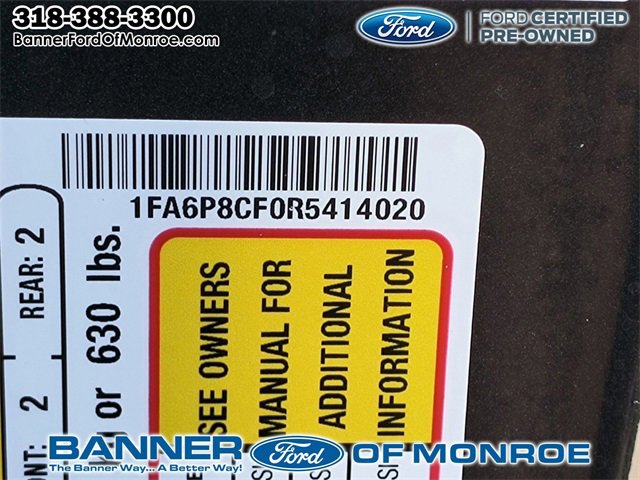 318-388-3300
BannerFordOfMonroe.com
Ford
FORD CERTIFIED
PRE-OWNED
1FA6P8CF0R5414020
REAR: 2
2
or 630 lbs.
SEE OWNERS
MANUAL FOR
ADDITIONAL
INFORMATION
BANNER Ford OF MONROE
The Banner Way... A Better Way!